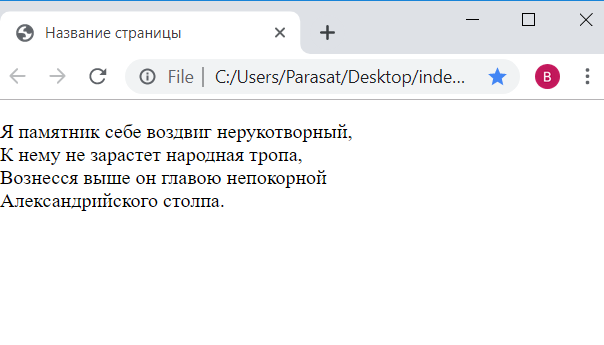 Название страницы
File | C:/Users/Parasat/Desktop/inde...
B
Я памятник себе воздвиг нерукотворный,
К нему не зарастет народная тропа,
Вознесся выше он главою непокорной
Александрийского столпа.